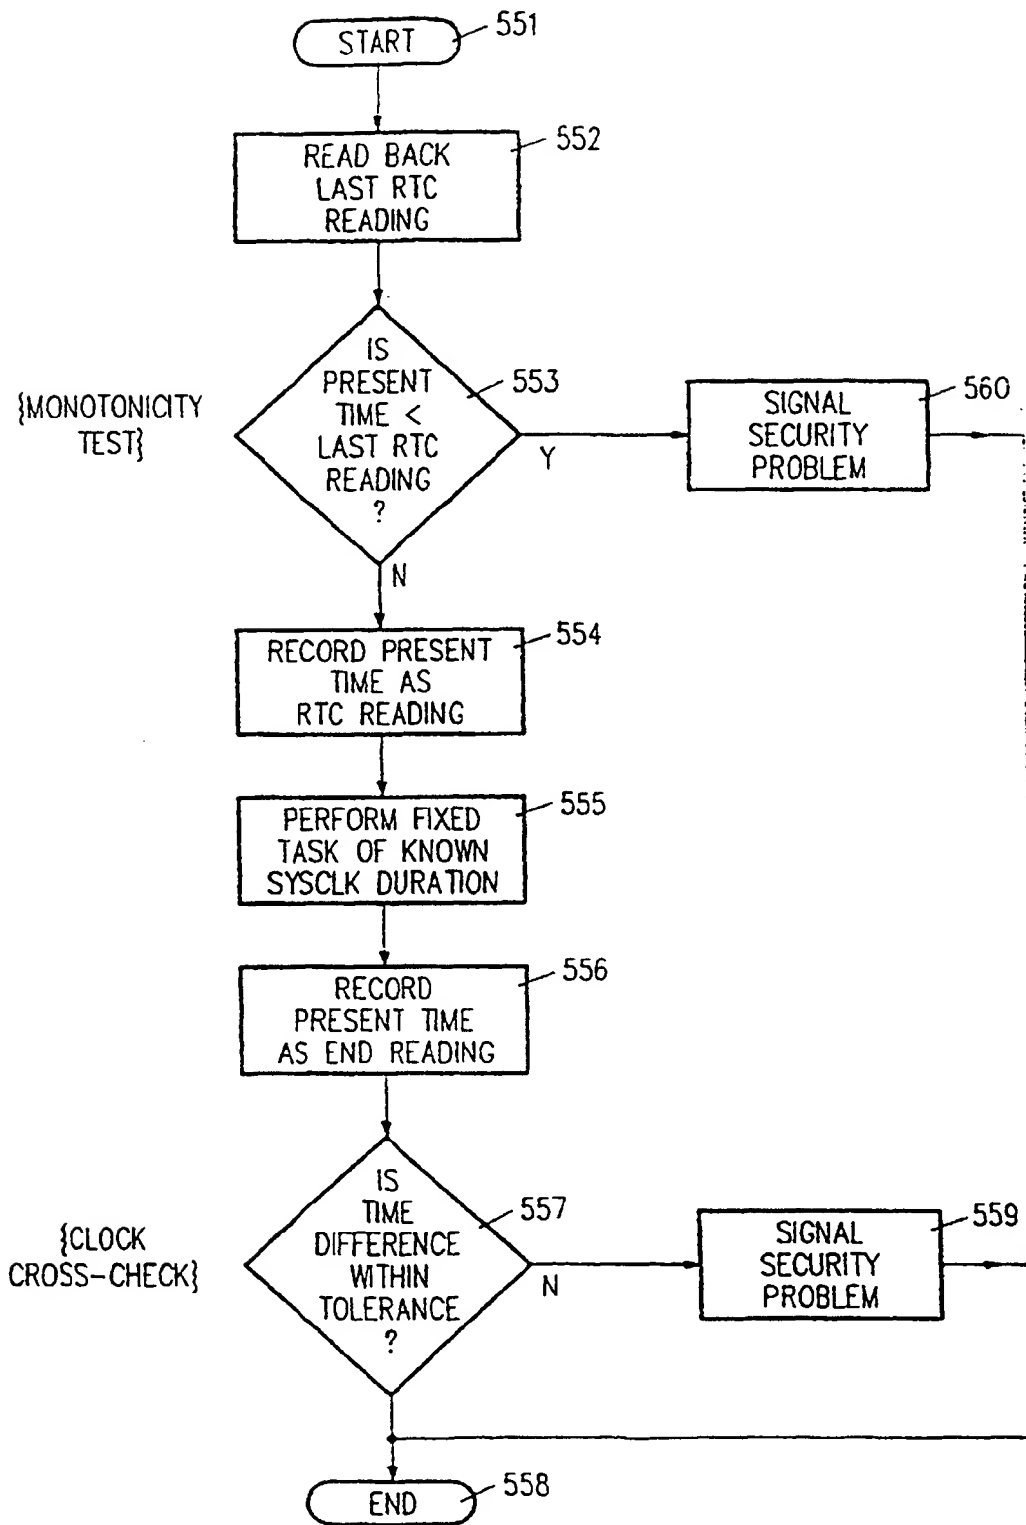 START
551
READ BACK
LAST RTC
READING
552
{MONOTONICITY
TEST}
IS
PRESENT
TIME <
LAST RTC
READING
?
553
Y
SIGNAL
SECURITY
PROBLEM
560
N
RECORD PRESENT
TIME AS
RTC READING
554
PERFORM FIXED
TASK OF KNOWN
SYSCLK DURATION
555
RECORD
PRESENT TIME
AS END READING
556
{CLOCK
CROSS-CHECK}
IS
TIME
DIFFERENCE
WITHIN
TOLERANCE
?
557
N
SIGNAL
SECURITY
PROBLEM
559
END
558